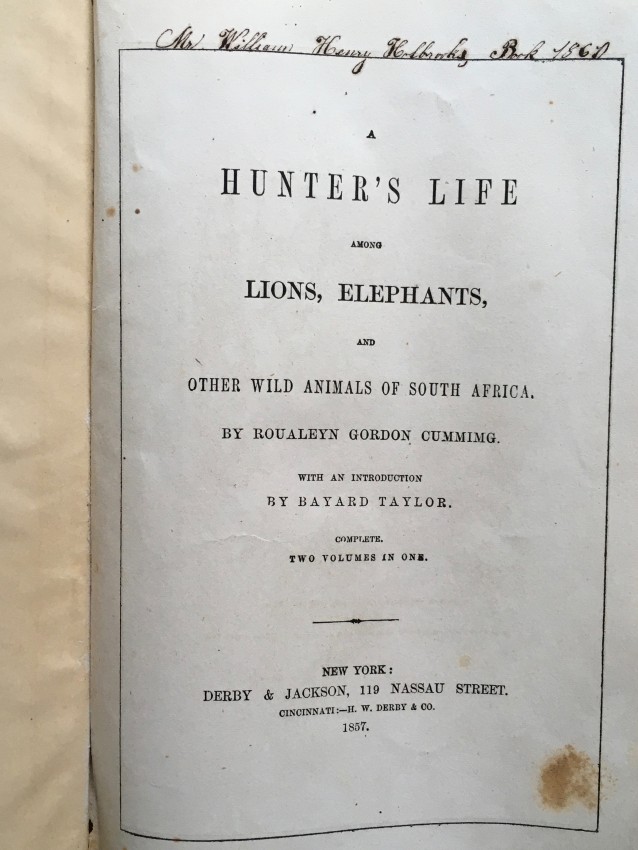 Mr William Henry Holbrooks, Book 1860
A
HUNTER'S LIFE
AMONG
LIONS, ELEPHANTS,
AND
OTHER WILD ANIMALS OF SOUTH AFRICA.
BY ROUALEYN GORDON CUMMIMG.
WITH AN INTRODUCTION
BY BAYARD TAYLOR.
COMPLETE.
TWO VOLUMES IN ONE.
NEW YORK:
DERBY & JACKSON, 119 NASSAU STREET.
CINCINNATI:—H. W. DERBY & CO.
1857.